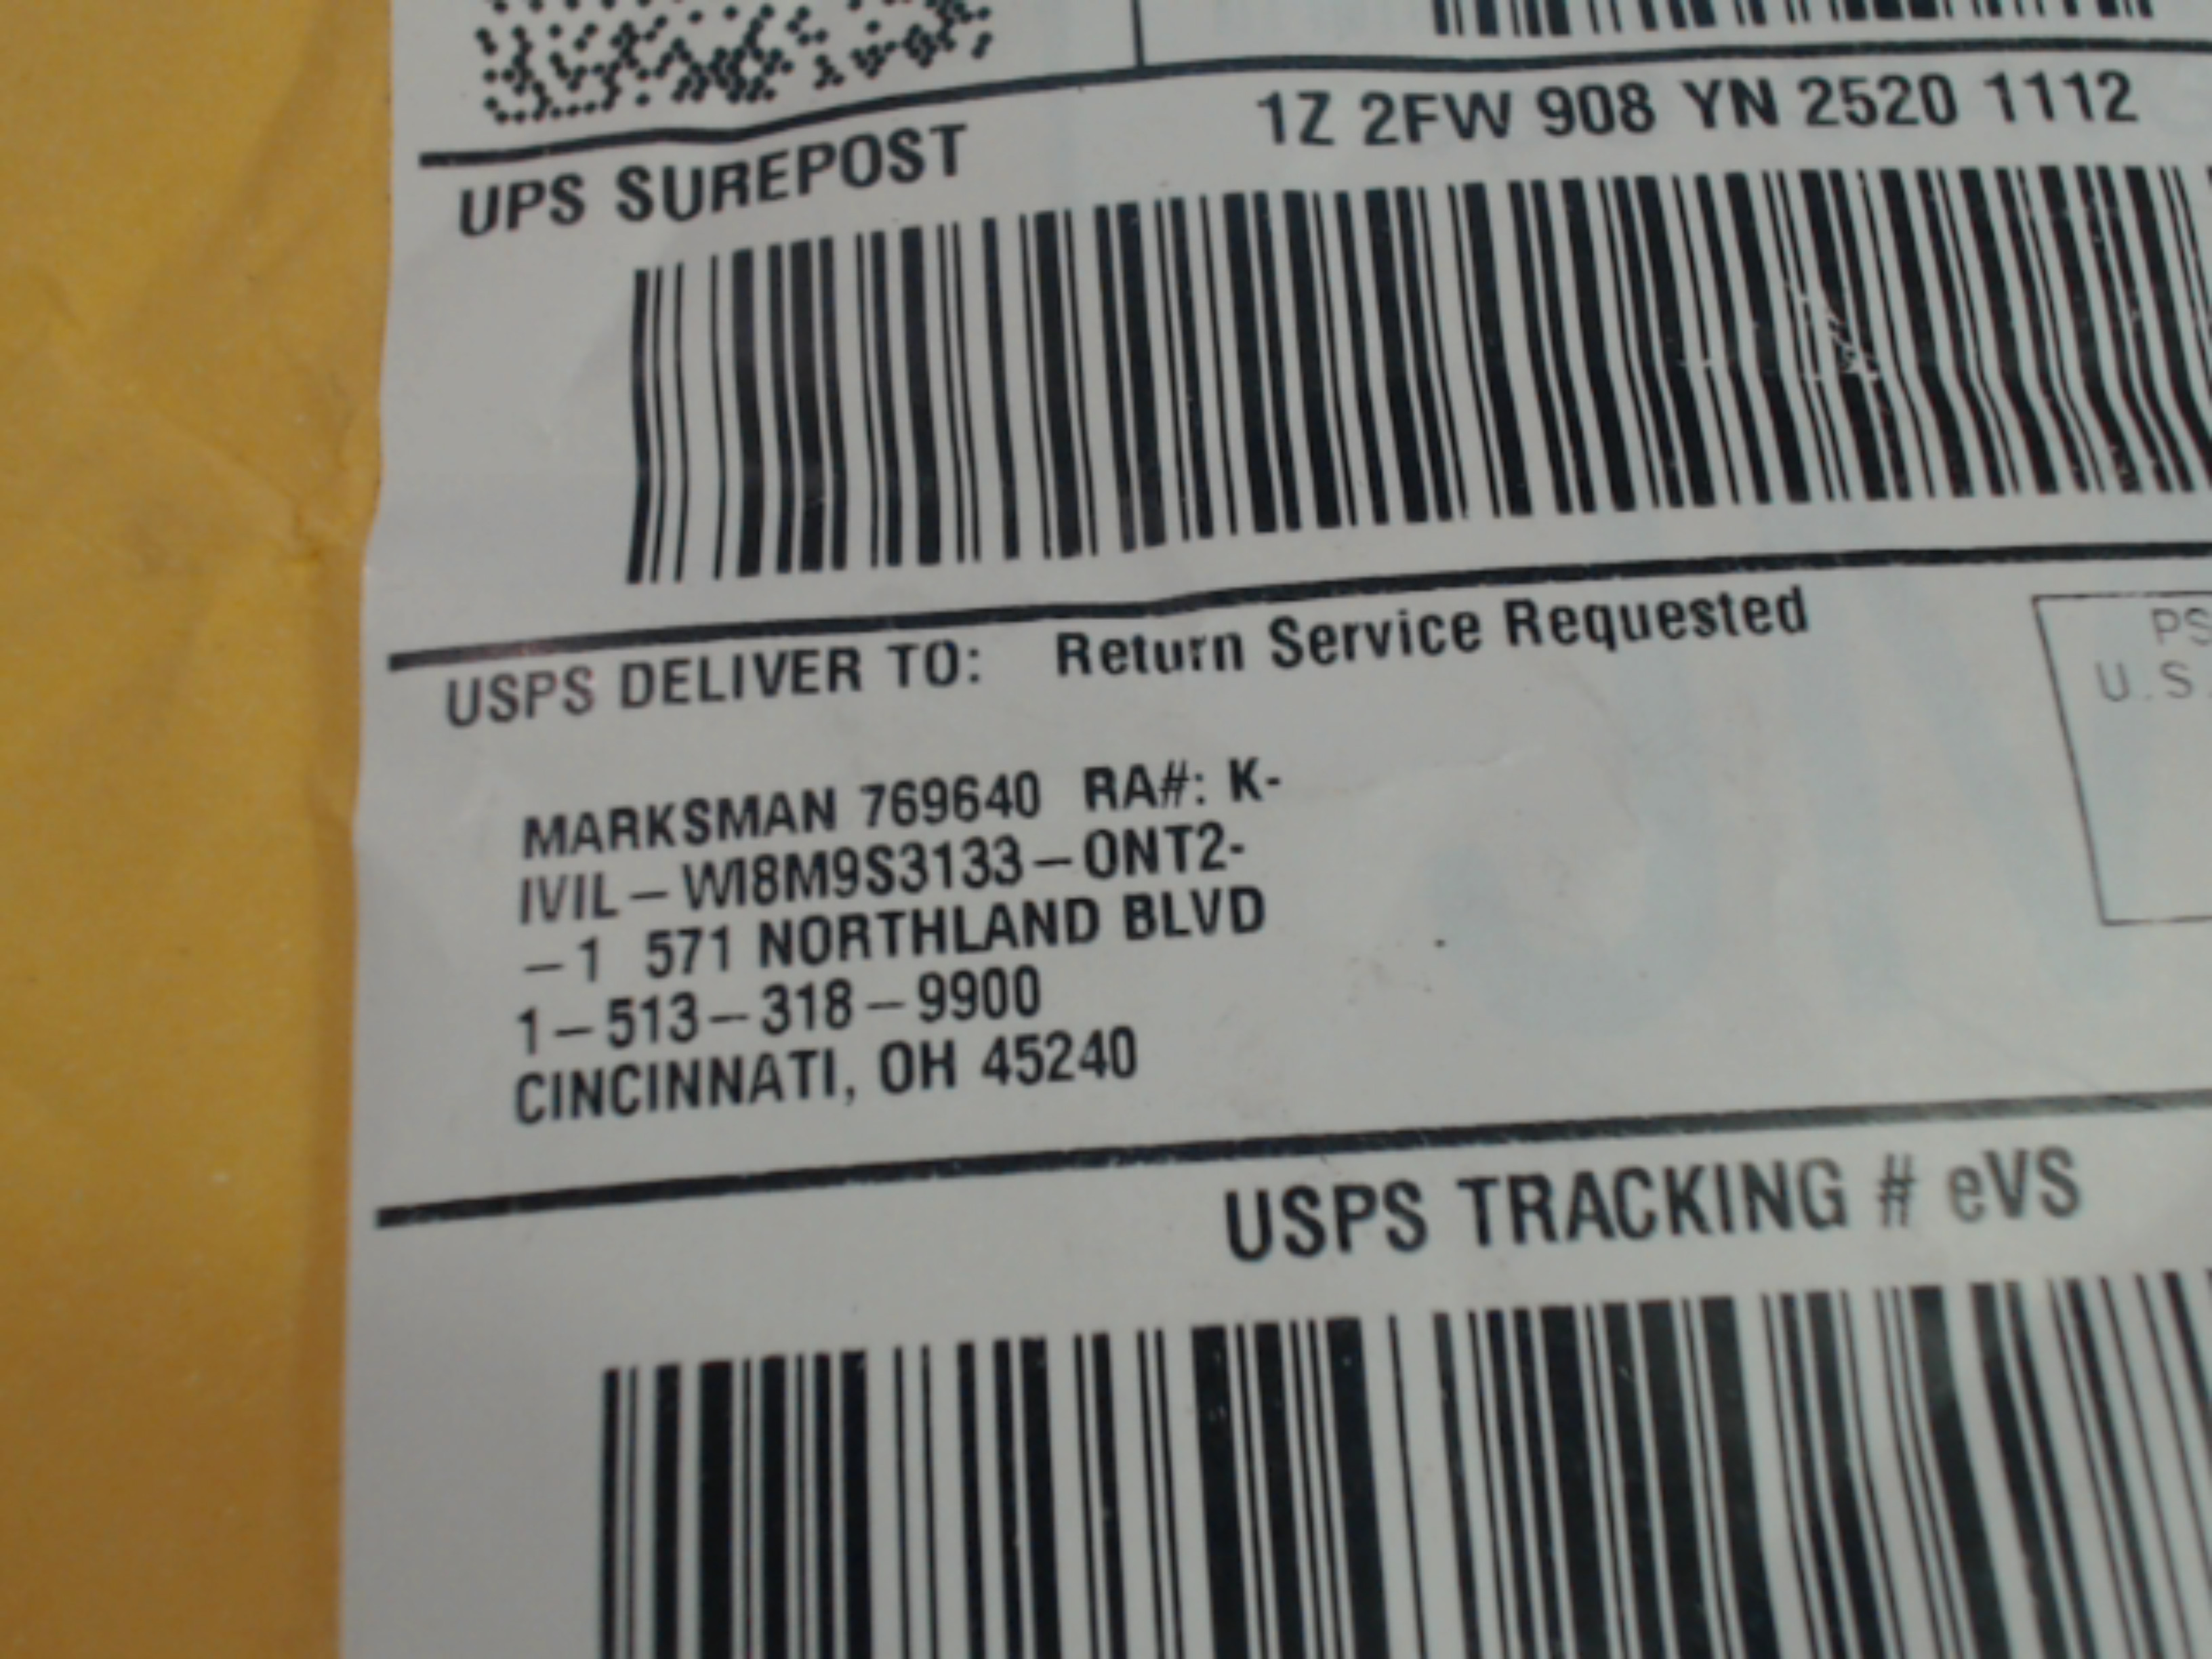 1Z 2FW 908 YN 2520 1112
UPS SUREPOST
USPS DELIVER TO: Return Service Requested
PS
U.S.
MARKSMAN 769640 RA#: K-
IVIL-WI8M9S3133-ONT2-
-1 571 NORTHLAND BLVD
1-513-318-9900
CINCINNATI, OH 45240
USPS TRACKING # eVS